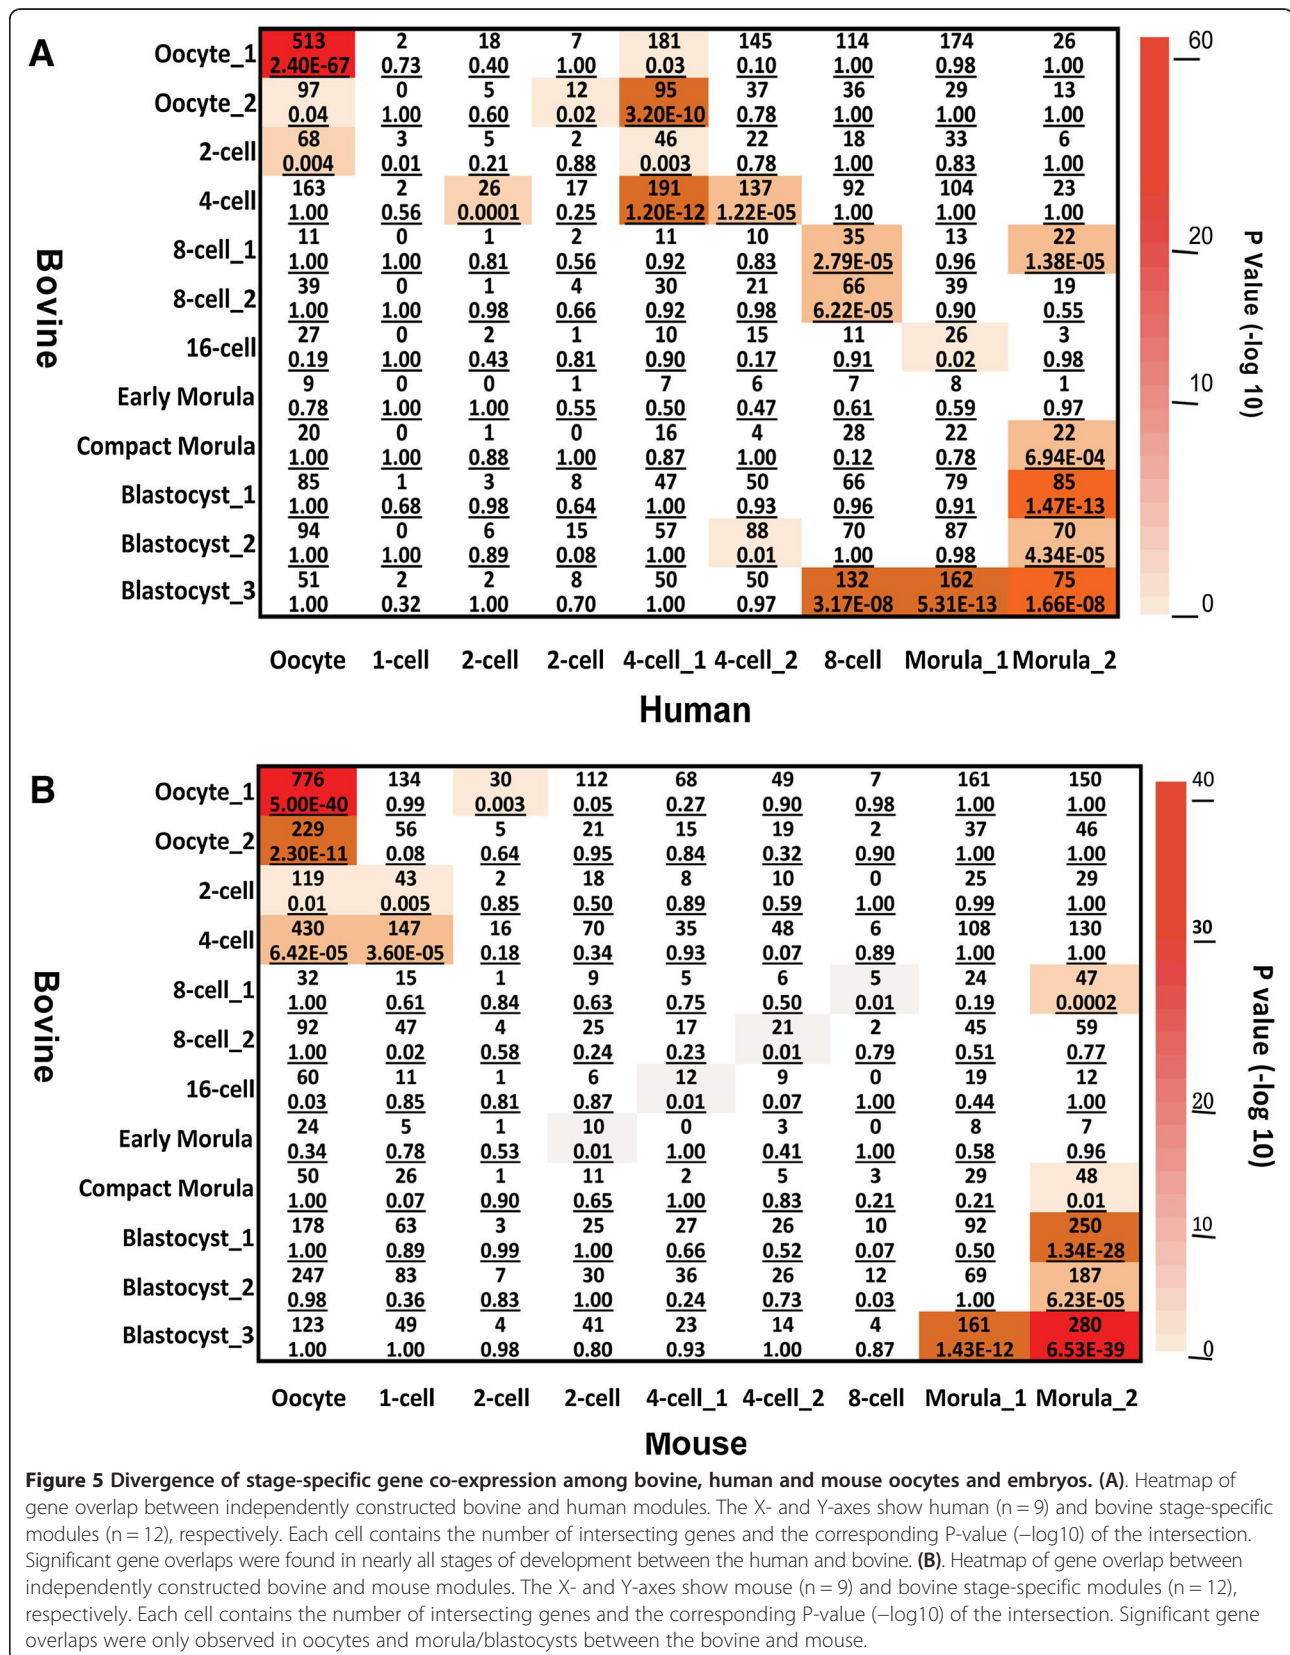 A
Oocyte_1 513 2 18 7 181 145 114 174 26
2.40E-67 0.73 0.40 1.00 0.03 0.10 1.00 0.98 1.00
Oocyte_2 97 0 5 12 95 37 36 29 13
0.04 1.00 0.60 0.02 3.20E-10 0.78 1.00 1.00 1.00
2-cell 68 3 5 2 46 22 18 33 6
0.004 0.01 0.21 0.88 0.003 0.78 1.00 0.83 1.00
4-cell 163 2 26 17 191 137 92 104 23
1.00 0.56 0.0001 0.25 1.20E-12 1.22E-05 1.00 1.00 1.00
8-cell_1 11 0 1 2 11 10 35 13 22
1.00 1.00 0.81 0.56 0.92 0.83 2.79E-05 0.96 1.38E-05
8-cell_2 39 0 1 4 30 21 66 39 19
1.00 1.00 0.98 0.66 0.92 0.98 6.22E-05 0.90 0.55
16-cell 27 0 2 1 10 15 11 26 3
0.19 1.00 0.43 0.81 0.90 0.17 0.91 0.02 0.98
Early Morula 9 0 0 1 7 6 7 8 1
0.78 1.00 1.00 0.55 0.50 0.47 0.61 0.59 0.97
Compact Morula 20 0 1 0 16 4 28 22 22
1.00 1.00 0.88 1.00 0.87 1.00 0.12 0.78 6.94E-04
Blastocyst_1 85 1 3 8 47 50 66 79 85
1.00 0.68 0.98 0.64 1.00 0.93 0.96 0.91 1.47E-13
Blastocyst_2 94 0 6 15 57 88 70 87 70
1.00 1.00 0.89 0.08 1.00 0.01 1.00 0.98 4.34E-05
Blastocyst_3 51 2 2 8 50 50 132 162 75
1.00 0.32 1.00 0.70 1.00 0.97 3.17E-08 5.31E-13 1.66E-08
Bovine
60
20
10
0
P Value (-log 10)
Oocyte 1-cell 2-cell 2-cell 4-cell_1 4-cell_2 8-cell Morula_1 Morula_2
Human
B
Oocyte_1 776 134 30 112 68 49 7 161 150
5.00E-40 0.99 0.003 0.05 0.27 0.90 0.98 1.00 1.00
Oocyte_2 229 56 5 21 15 19 2 37 46
2.30E-11 0.08 0.64 0.95 0.84 0.32 0.90 1.00 1.00
2-cell 119 43 2 18 8 10 0 25 29
0.01 0.005 0.85 0.50 0.89 0.59 1.00 0.99 1.00
4-cell 430 147 16 70 35 48 6 108 130
6.42E-05 3.60E-05 0.18 0.34 0.93 0.07 0.89 1.00 1.00
8-cell_1 32 15 1 9 5 6 5 24 47
1.00 0.61 0.84 0.63 0.75 0.50 0.01 0.19 0.0002
8-cell_2 92 47 4 25 17 21 2 45 59
1.00 0.02 0.58 0.24 0.23 0.01 0.79 0.51 0.77
16-cell 60 11 1 6 12 9 0 19 12
0.03 0.85 0.81 0.87 0.01 0.07 1.00 0.44 1.00
Early Morula 24 5 1 10 0 3 0 8 7
0.34 0.78 0.53 0.01 1.00 0.41 1.00 0.58 0.96
Compact Morula 50 26 1 11 2 5 3 29 48
1.00 0.07 0.90 0.65 1.00 0.83 0.21 0.21 0.01
Blastocyst_1 178 63 3 25 27 26 10 92 250
1.00 0.89 0.99 1.00 0.66 0.52 0.07 0.50 1.34E-28
Blastocyst_2 247 83 7 30 36 26 12 69 187
0.98 0.36 0.83 1.00 0.24 0.73 0.03 1.00 6.23E-05
Blastocyst_3 123 49 4 41 23 14 4 161 280
1.00 1.00 0.98 0.80 0.93 1.00 0.87 1.43E-12 6.53E-39
Bovine
40
30
20
10
0
P value (-log 10)
Oocyte 1-cell 2-cell 2-cell 4-cell_1 4-cell_2 8-cell Morula_1 Morula_2
Mouse
Figure 5 Divergence of stage-specific gene co-expression among bovine, human and mouse oocytes and embryos. (A). Heatmap of
gene overlap between independently constructed bovine and human modules. The X- and Y-axes show human (n = 9) and bovine stage-specific
modules (n = 12), respectively. Each cell contains the number of intersecting genes and the corresponding P-value (−log10) of the intersection.
Significant gene overlaps were found in nearly all stages of development between the human and bovine. (B). Heatmap of gene overlap between
independently constructed bovine and mouse modules. The X- and Y-axes show mouse (n = 9) and bovine stage-specific modules (n = 12),
respectively. Each cell contains the number of intersecting genes and the corresponding P-value (−log10) of the intersection. Significant gene
overlaps were only observed in oocytes and morula/blastocysts between the bovine and mouse.